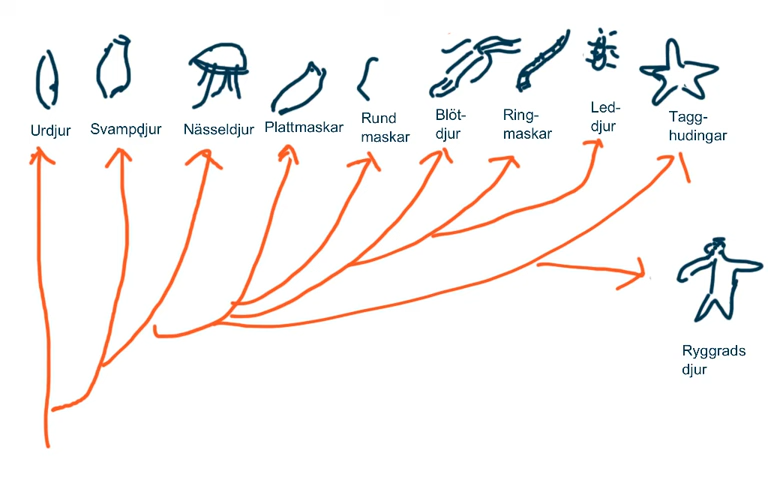 Urdjur
Svampdjur
Nässeldjur
Plattmaskar
Rund
maskar
Blöt-
djur
Ring-
maskar
Led-
djur
Tagg-
hudingar
Ryggrads
djur